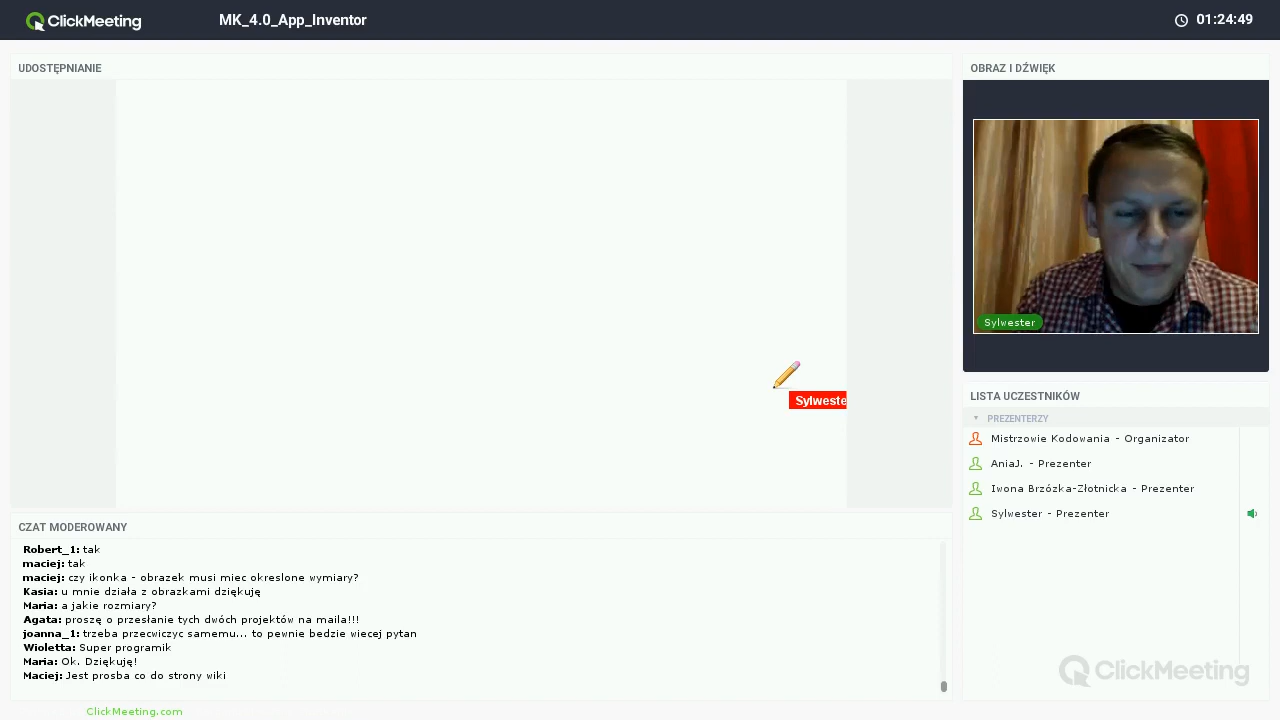 ClickMeeting
MK_4.0_App_Inventor
01:24:49
UDOSTĘPNIANIE
OBRAZ I DŹWIĘK
Sylwester
Sylweste
LISTA UCZESTNIKÓW
PREZENTERZY
Mistrzowie Kodowania - Organizator
AniaJ. - Prezenter
Iwona Brzózka-Złotnicka - Prezenter
Sylwester - Prezenter
CZAT MODEROWANY
Robert_1: tak
maciej: tak
maciej: czy ikonka - obrazek musi miec okreslone wymiary?
Kasia: u mnie działa z obrazkami dziękuję
Maria: a jakie rozmiary?
Agata: proszę o przesłanie tych dwóch projektów na maila!!!
joanna_1: trzeba przecwiczyc samemu... to pewnie bedzie wiecej pytan
Wioletta: Super programik
Maria: Ok. Dziękuję!
Maciej: Jest prosba co do strony wiki
ClickMeeting
ClickMeeting.com